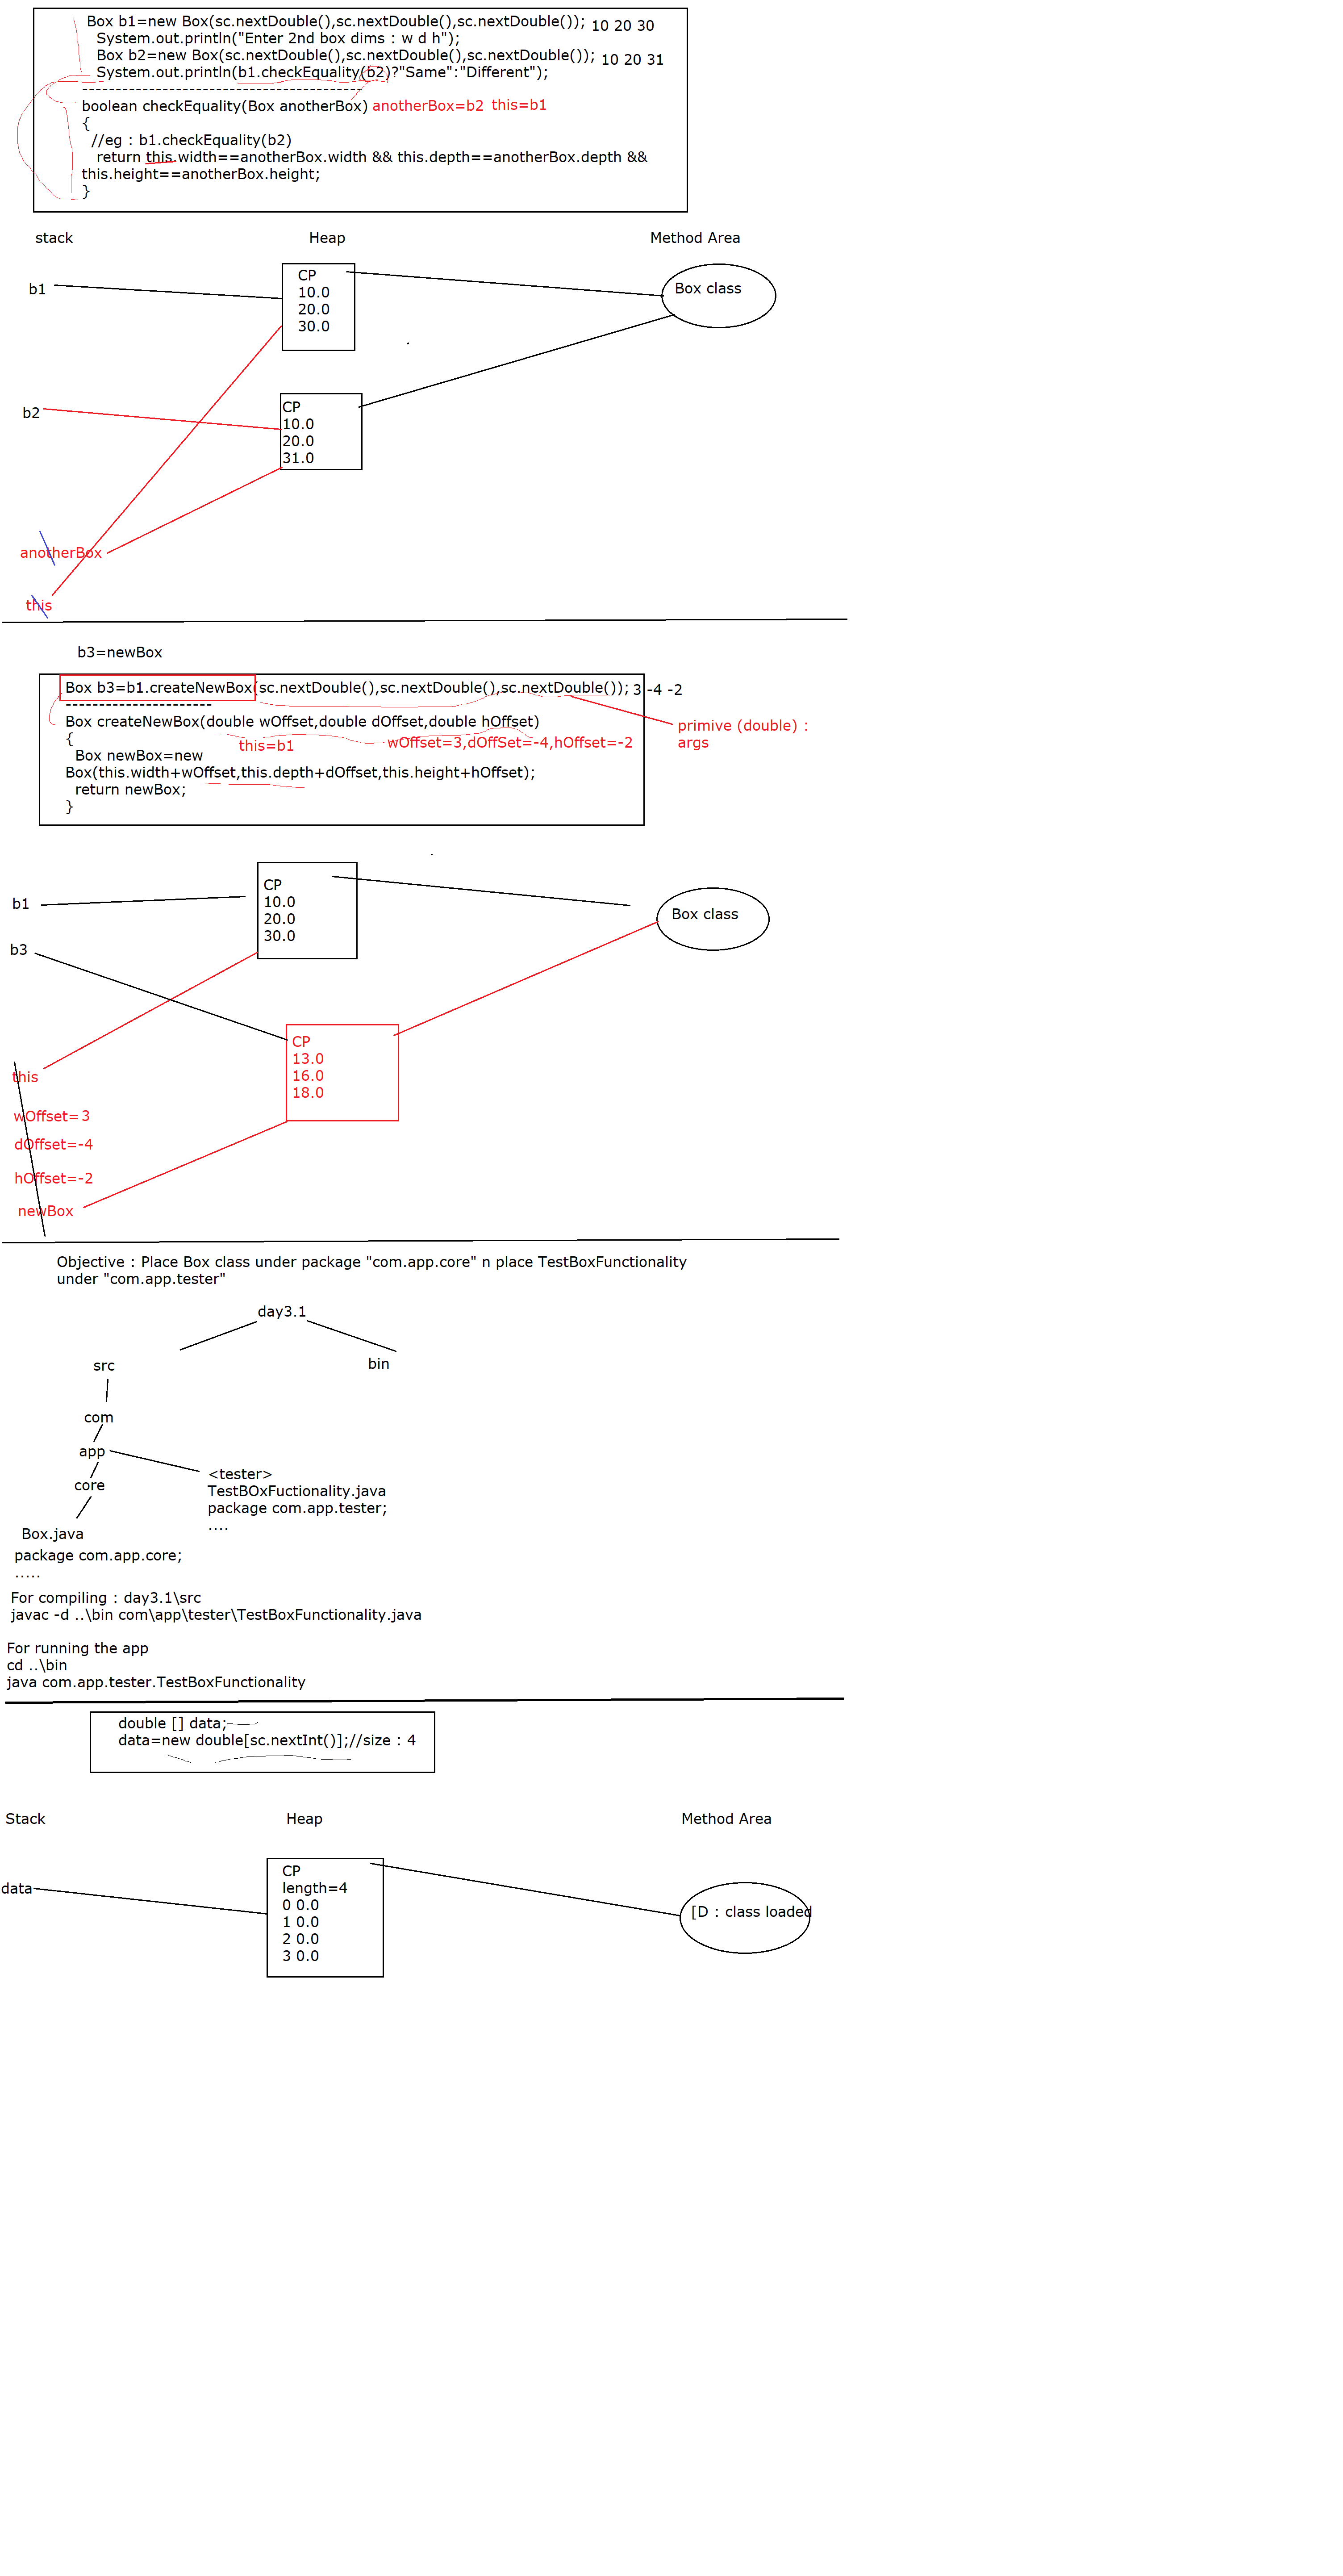 Box b1=new Box(sc.nextDouble(),sc.nextDouble(),sc.nextDouble()); 10 20 30
System.out.println("Enter 2nd box dims : w d h");
Box b2=new Box(sc.nextDouble(),sc.nextDouble(),sc.nextDouble()); 10 20 31
System.out.println(b1.checkEquality(b2)?"Same":"Different");
------------------------------------------
boolean checkEquality(Box anotherBox) anotherBox=b2 this=b1
{
//eg : b1.checkEquality(b2)
return this.width==anotherBox.width && this.depth==anotherBox.depth &&
this.height==anotherBox.height;
}
stack Heap Method Area
b1
CP
10.0
20.0
30.0
Box class
b2
CP
10.0
20.0
31.0
anotherBox
this
b3=newBox
Box b3=b1.createNewBox(sc.nextDouble(),sc.nextDouble(),sc.nextDouble()); 3 -4 -2
----------------------
Box createNewBox(double wOffset,double dOffset,double hOffset)
primive (double) :
args
{
this=b1 wOffset=3,dOffSet=-4,hOffset=-2
Box newBox=new
Box(this.width+wOffset,this.depth+dOffset,this.height+hOffset);
return newBox;
}
b1
CP
10.0
20.0
30.0
Box class
b3
CP
13.0
16.0
18.0
this
wOffset=3
dOffset=-4
hOffset=-2
newBox
Objective : Place Box class under package "com.app.core" n place TestBoxFunctionality
under "com.app.tester"
day3.1
src bin
com
app
core
<tester>
TestBOxFuctionality.java
package com.app.tester;
....
Box.java
package com.app.core;
.....
For compiling : day3.1\src
javac -d ..\bin com\app\tester\TestBoxFunctionality.java
For running the app
cd ..\bin
java com.app.tester.TestBoxFunctionality
double [] data;
data=new double[sc.nextInt()];//size : 4
Stack Heap Method Area
data
CP
length=4
0 0.0
1 0.0
2 0.0
3 0.0
[D : class loaded